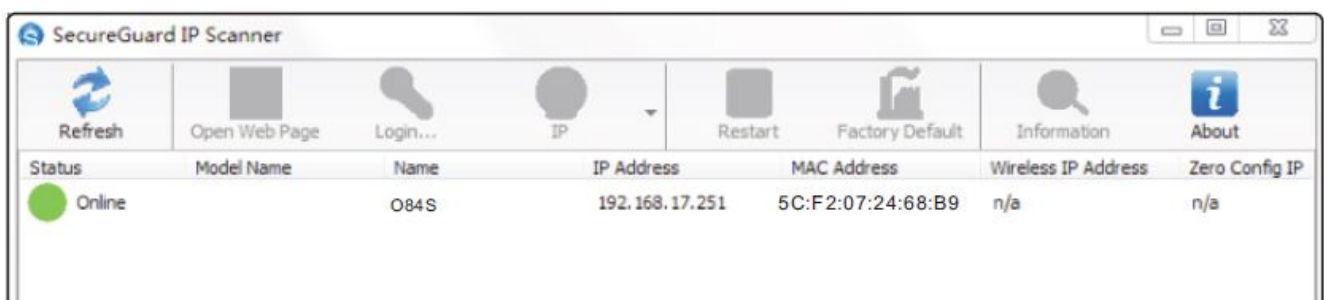 SecureGuard IP Scanner
Refresh Open Web Page Login... IP Restart Factory Default Information About
Status Model Name Name IP Address MAC Address Wireless IP Address Zero Config IP
Online O84S 192.168.17.251 5C:F2:07:24:68:B9 n/a n/a